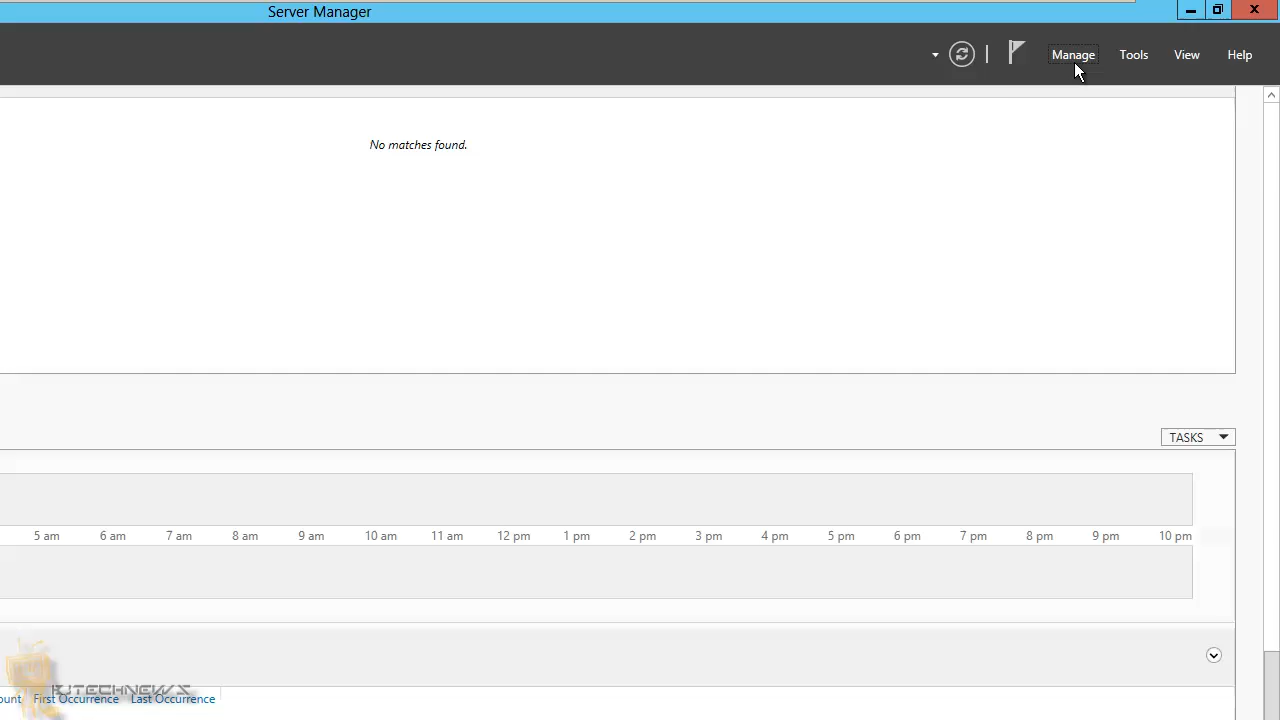 Server Manager
Manage Tools View Help
No matches found.
TASKS
5 am 6 am 7 am 8 am 9 am 10 am 11 am 12 pm 1 pm 2 pm 3 pm 4 pm 5 pm 6 pm 7 pm 8 pm 9 pm 10 pm
RJTECHNEWS
ount First Occurrence Last Occurrence